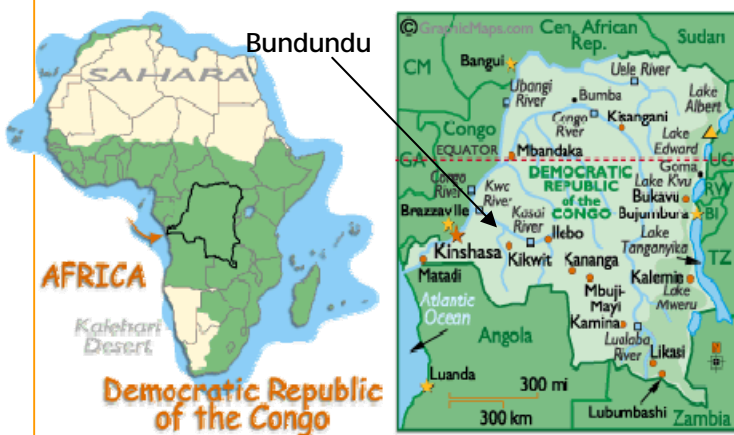 Bundundu
SAHARA
AFRICA
Kalehari
Desert
Democratic Republic
of the Congo
© GraphicMaps.com
Cen. African
Rep.
Sudan
CM
Bangui
Uele River
Ubangi
River
Bumba
Lake
Albert
Congo
River
Kisangani
Congo
EQUATOR
Mbandaka
Lake
Edward
GA
UG
DEMOCRATIC
REPUBLIC
of the
CONGO
Goma
Lake Kivu
RW
Congo
River
Kwa
River
Bukavu
Brazzaville
Kasai
River
Bujumbura
BI
Kinshasa
Ilebo
Lake
Tanganyika
TZ
Matadi
Kikwit
Kananga
Kalemie
Mbuji-
Mayi
Lake
Mweru
Atlantic
Ocean
Kamina
Angola
Lualaba
River
Likasi
N
Luanda
300 mi
300 km
Lubumbashi
Zambia